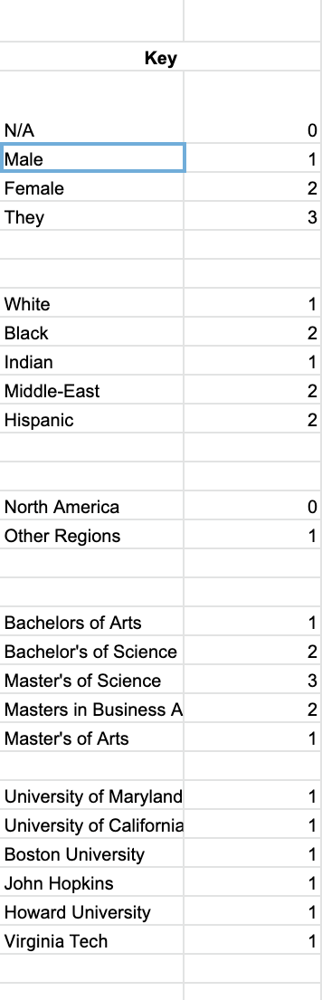 Key
N/A 0
Male 1
Female 2
They 3
White 1
Black 2
Indian 1
Middle-East 2
Hispanic 2
North America 0
Other Regions 1
Bachelors of Arts 1
Bachelor's of Science 2
Master's of Science 3
Masters in Business A 2
Master's of Arts 1
University of Maryland 1
University of California 1
Boston University 1
John Hopkins 1
Howard University 1
Virginia Tech 1